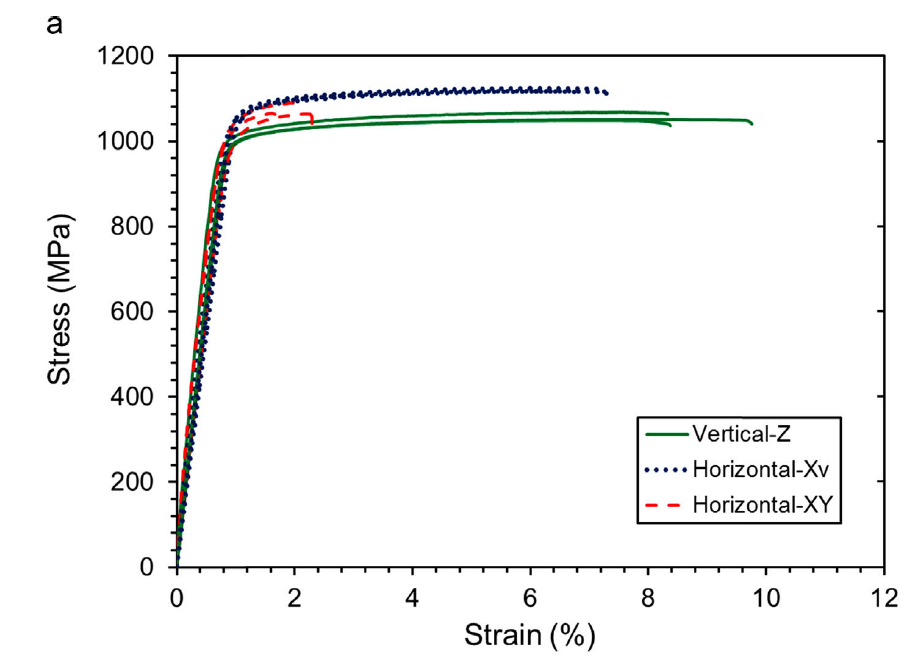 a
1200
1000
800
600
400
200
0
Stress (MPa)
Vertical-Z
Horizontal-Xv
Horizontal-XY
0 2 4 6 8 10 12
Strain (%)